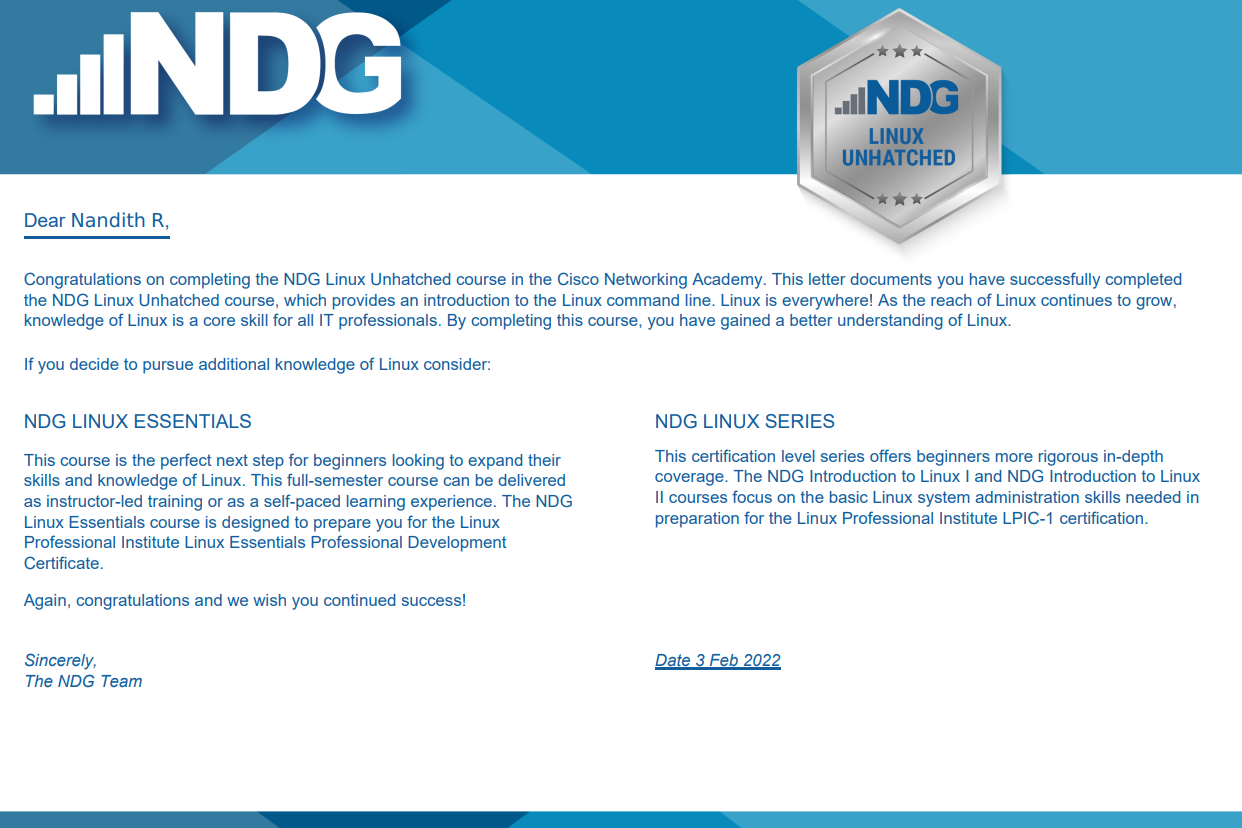 NDG
NDG
LINUX
UNHATCHED
Dear Nandith R,
Congratulations on completing the NDG Linux Unhatched course in the Cisco Networking Academy. This letter documents you have successfully completed
the NDG Linux Unhatched course, which provides an introduction to the Linux command line. Linux is everywhere! As the reach of Linux continues to grow,
knowledge of Linux is a core skill for all IT professionals. By completing this course, you have gained a better understanding of Linux.
If you decide to pursue additional knowledge of Linux consider:
NDG LINUX ESSENTIALS
This course is the perfect next step for beginners looking to expand their
skills and knowledge of Linux. This full-semester course can be delivered
as instructor-led training or as a self-paced learning experience. The NDG
Linux Essentials course is designed to prepare you for the Linux
Professional Institute Linux Essentials Professional Development
Certificate.
Again, congratulations and we wish you continued success!
NDG LINUX SERIES
This certification level series offers beginners more rigorous in-depth
coverage. The NDG Introduction to Linux I and NDG Introduction to Linux
II courses focus on the basic Linux system administration skills needed in
preparation for the Linux Professional Institute LPIC-1 certification.
Sincerely,
The NDG Team
Date 3 Feb 2022